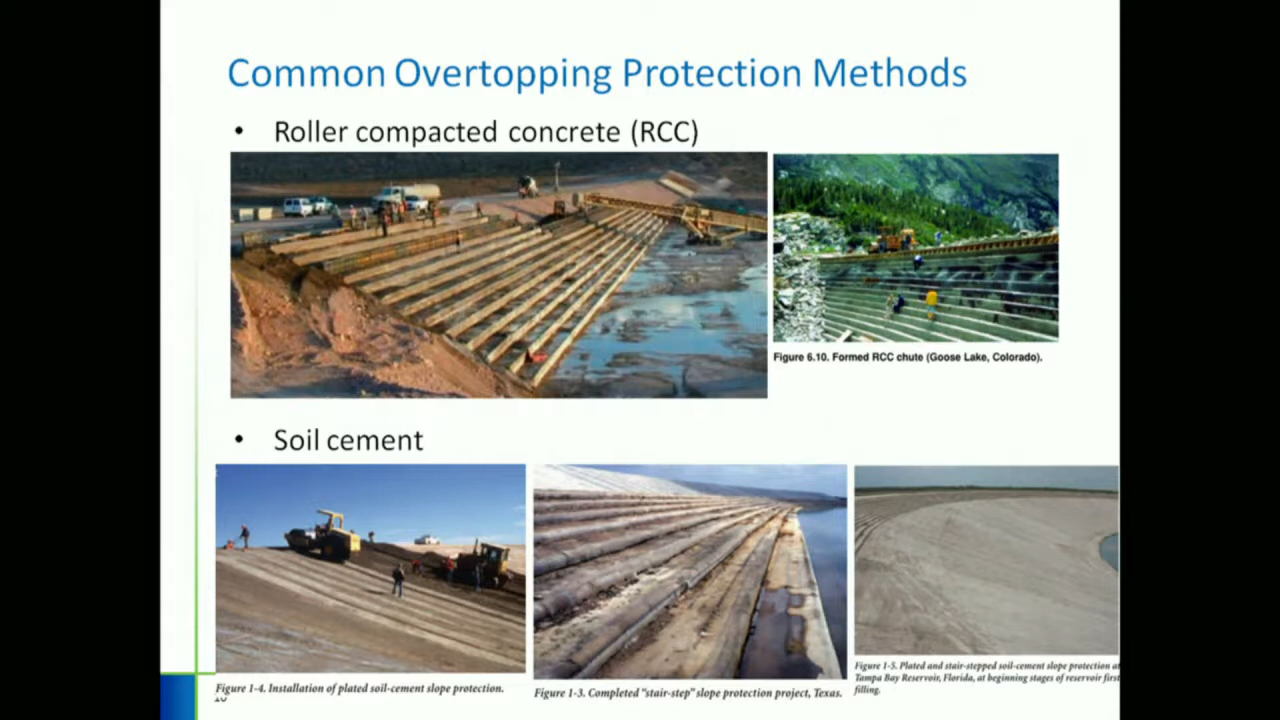 Common Overtopping Protection Methods
• Roller compacted concrete (RCC)
Figure 6.10. Formed RCC chute (Goose Lake, Colorado).
• Soil cement
Figure 1-4. Installation of plated soil-cement slope protection.
Figure 1-3. Completed "stair-step" slope protection project, Texas.
Figure 1-5. Plated and stair-stepped soil-cement slope protection at
Tampa Bay Reservoir, Florida, at beginning stages of reservoir first
filling.